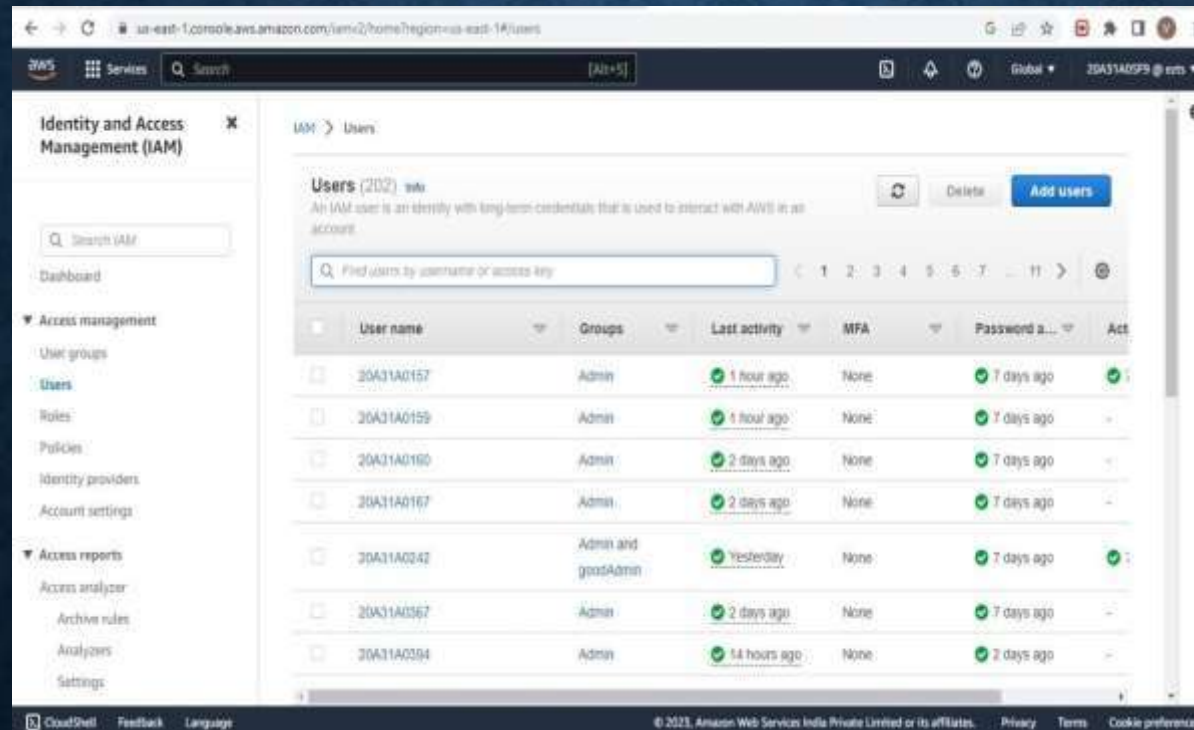 us-east-1.console.aws.amazon.com/iamv2/home?region=us-east-1#/users
aws Services Search [Alt+S] Global 20A31A05F9 @
Identity and Access Management (IAM)
Search IAM
Dashboard
Access management
User groups
Users
Roles
Policies
Identity providers
Account settings
Access reports
Access analyzer
Archive rules
Analyzers
Settings
IAM > Users
Users (202) Info
An IAM user is an identity with long-term credentials that is used to interact with AWS in an
account.
Delete Add users
Find users by username or access key
1 2 3 4 5 6 7 ... 11
User name Groups Last activity MFA Password a... Act
20A31A0157 Admin 1 hour ago None 7 days ago
20A31A0159 Admin 1 hour ago None 7 days ago -
20A31A0160 Admin 2 days ago None 7 days ago -
20A31A0167 Admin 2 days ago None 7 days ago -
20A31A0242 Admin and goodAdmin Yesterday None 7 days ago
20A31A0367 Admin 2 days ago None 7 days ago -
20A31A0394 Admin 14 hours ago None 2 days ago -
CloudShell Feedback Language © 2023, Amazon Web Services India Private Limited or its affiliates. Privacy Terms Cookie preference